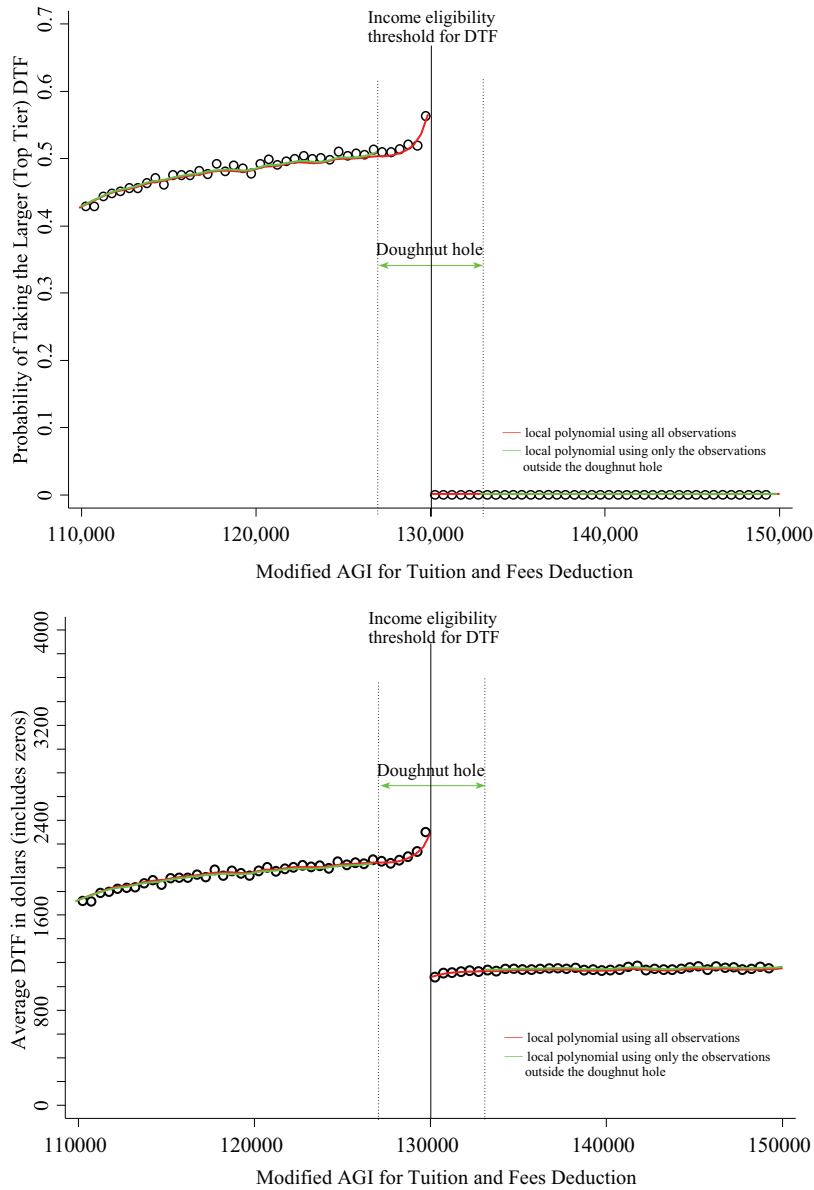 Income eligibility
threshold for DTF
Probability of Taking the Larger (Top Tier) DTF
0.7
0.6
0.5
0.4
0.3
0.2
0.1
0
Doughnut hole
local polynomial using all observations
local polynomial using only the observations
outside the doughnut hole
110,000 120,000 130,000 140,000 150,000
Modified AGI for Tuition and Fees Deduction
Income eligibility
threshold for DTF
Average DTF in dollars (includes zeros)
4000
3200
2400
1600
800
0
Doughnut hole
local polynomial using all observations
local polynomial using only the observations
outside the doughnut hole
110000 120000 130000 140000 150000
Modified AGI for Tuition and Fees Deduction